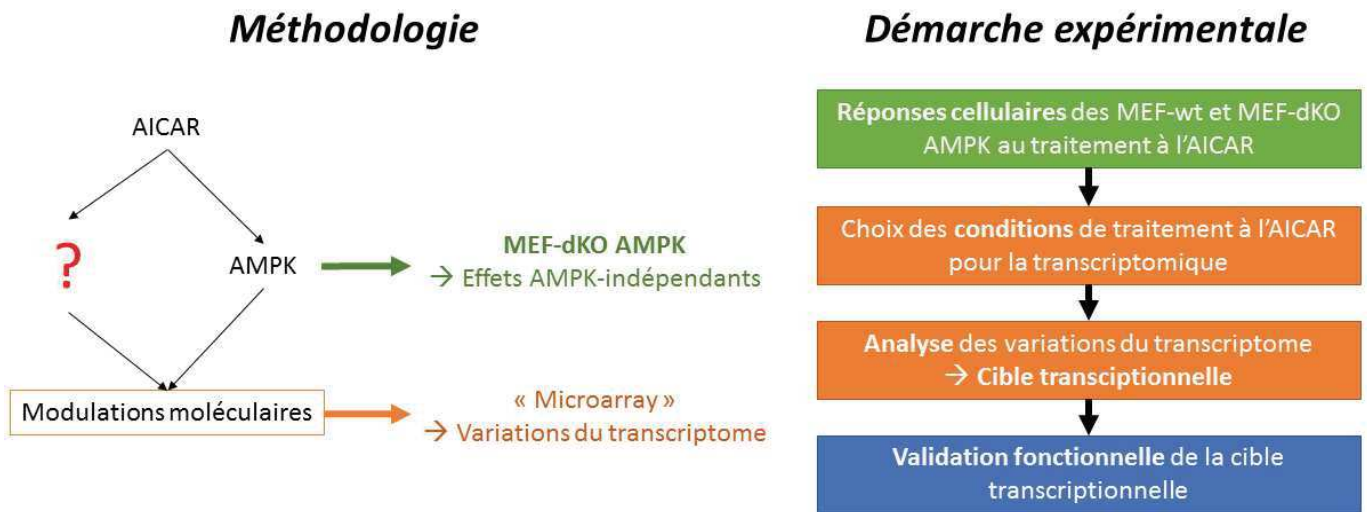 Méthodologie
AICAR
?
AMPK
MEF-dKO AMPK
→ Effets AMPK-indépendants
Modulations moléculaires
« Microarray »
→ Variations du transcriptome
Démarche expérimentale
Réponses cellulaires des MEF-wt et MEF-dKO
AMPK au traitement à l’AICAR
Choix des conditions de traitement à l’AICAR
pour la transcriptomique
Analyse des variations du transcriptome
→ Cible transciptionnelle
Validation fonctionnelle de la cible
transcriptionnelle